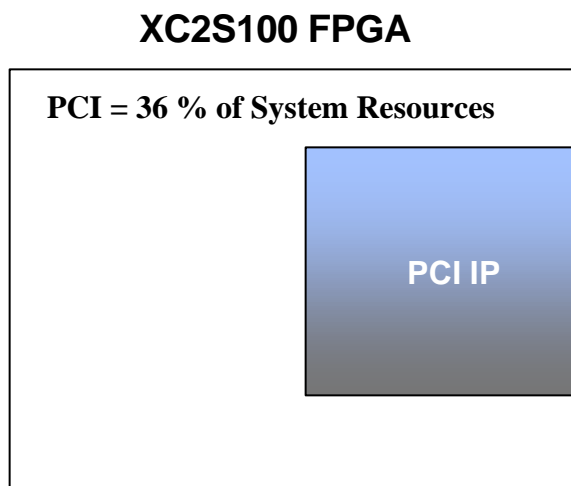 XC2S100 FPGA
PCI = 36 % of System Resources
PCI IP